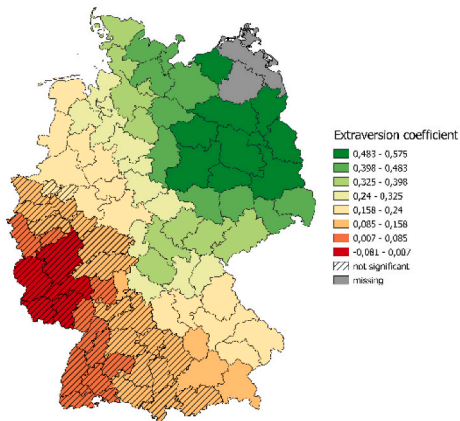 Extraversion coefficient
0,483 - 0,575
0,398 - 0,483
0,325 - 0,398
0,24 - 0,325
0,158 - 0,24
0,085 - 0,158
0,007 - 0,085
-0,081 - 0,007
not significant
missing